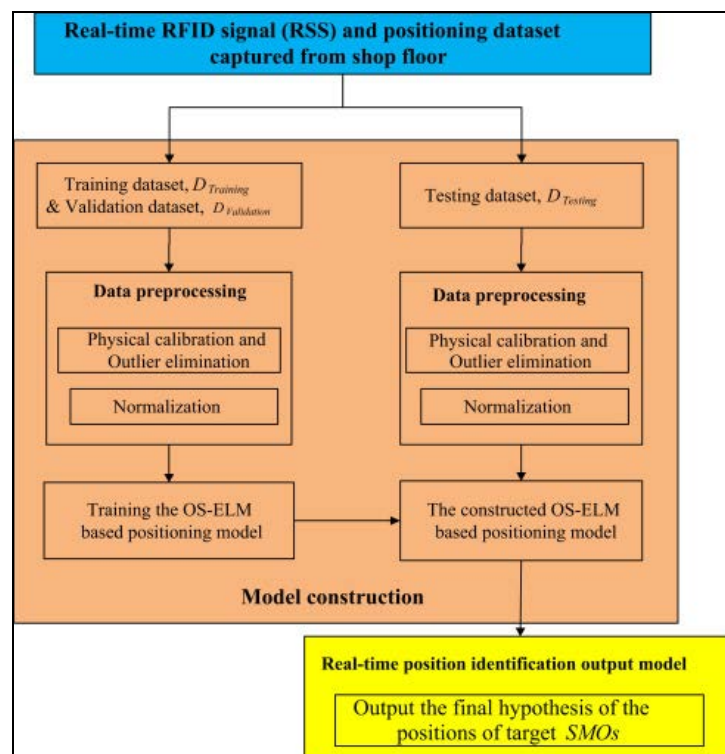 Real-time RFID signal (RSS) and positioning dataset
captured from shop floor
Training dataset, D Training
& Validation dataset, D Validation
Testing dataset, D Testing
Data preprocessing
Physical calibration and
Outlier elimination
Normalization
Data preprocessing
Physical calibration and
Outlier elimination
Normalization
Training the OS-ELM
based positioning model
The constructed OS-ELM
based positioning model
Model construction
Real-time position identification output model
Output the final hypothesis of the
positions of target SMOs